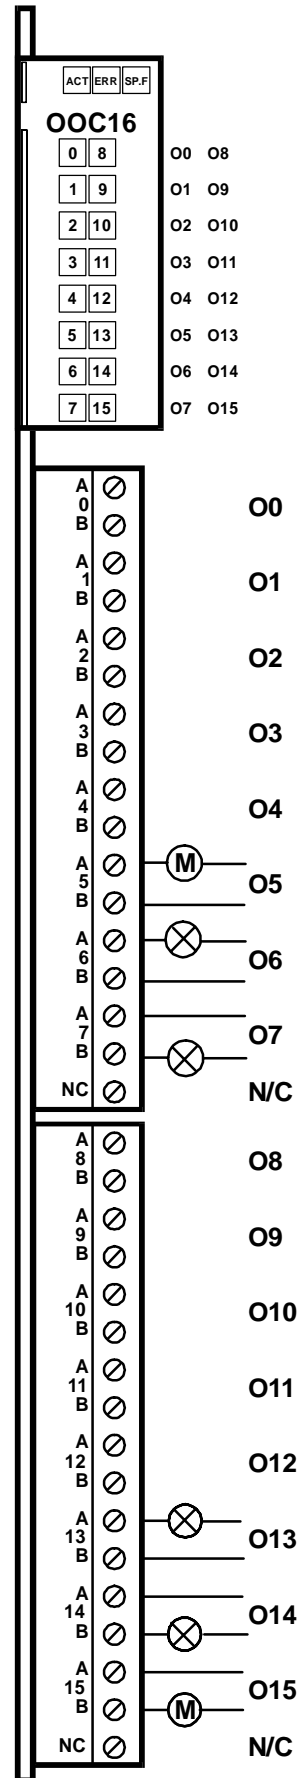 ACT ERR SP.F
OOC16
0 8 O0 O8
1 9 O1 O9
2 10 O2 O10
3 11 O3 O11
4 12 O4 O12
5 13 O5 O13
6 14 O6 O14
7 15 O7 O15
A
0 O0
B
A
1 O1
B
A
2 O2
B
A
3 O3
B
A
4 O4
B
A M
5 O5
B
A
6 O6
B
A
7 O7
B
NC N/C
A
8 O8
B
A
9 O9
B
A
10 O10
B
A
11 O11
B
A
12 O12
B
A
13 O13
B
A
14 O14
B
A
15 O15
B M
NC N/C